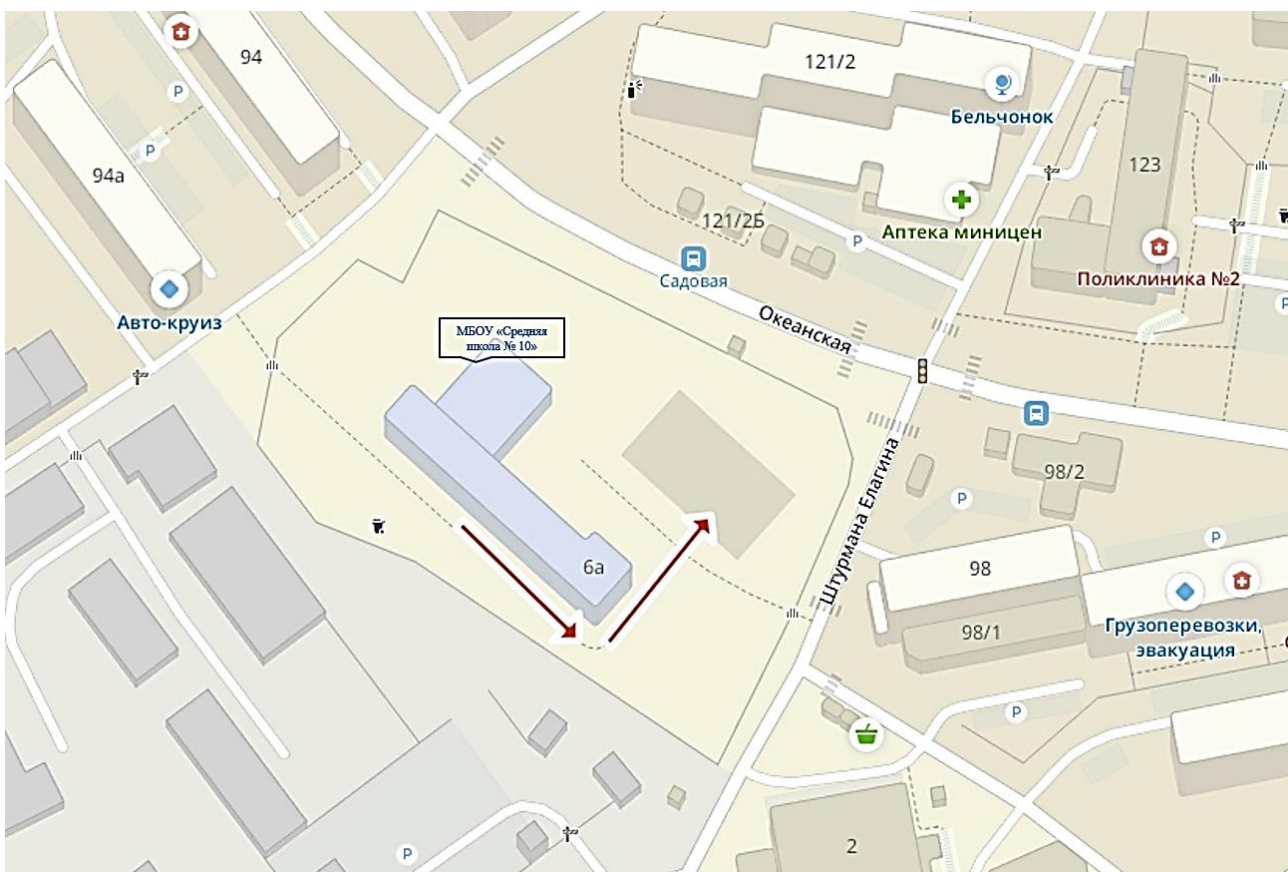 94
P
121/2
Бельчонок
P
94а
123
121/2Б
Аптека миницен
P
Поликлиника №2
Садовая
P
Авто-круиз
Океанская
МБОУ «Средняя
школа № 10»
98/2
P
Штурмана Елагина
P
98
6а
98/1
Грузоперевозки,
эвакуация
P
2
P